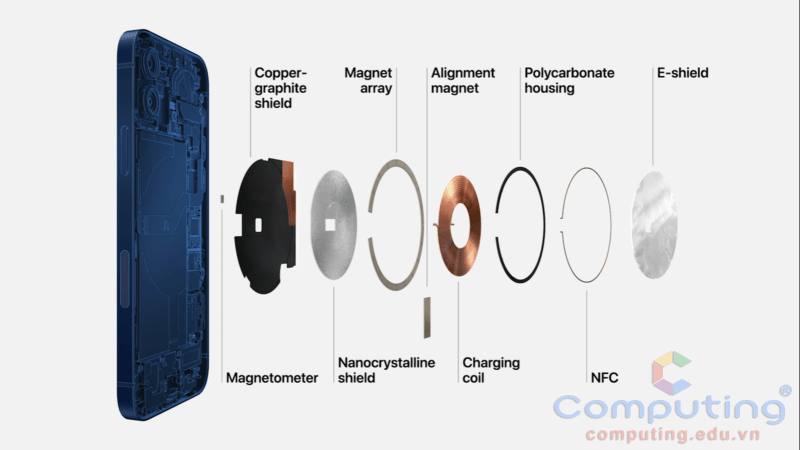 Copper-
graphite
shield
Magnet
array
Alignment
magnet
Polycarbonate
housing
E-shield
Magnetometer
Nanocrystalline
shield
Charging
coil
NFC
Computing®
computing.edu.vn